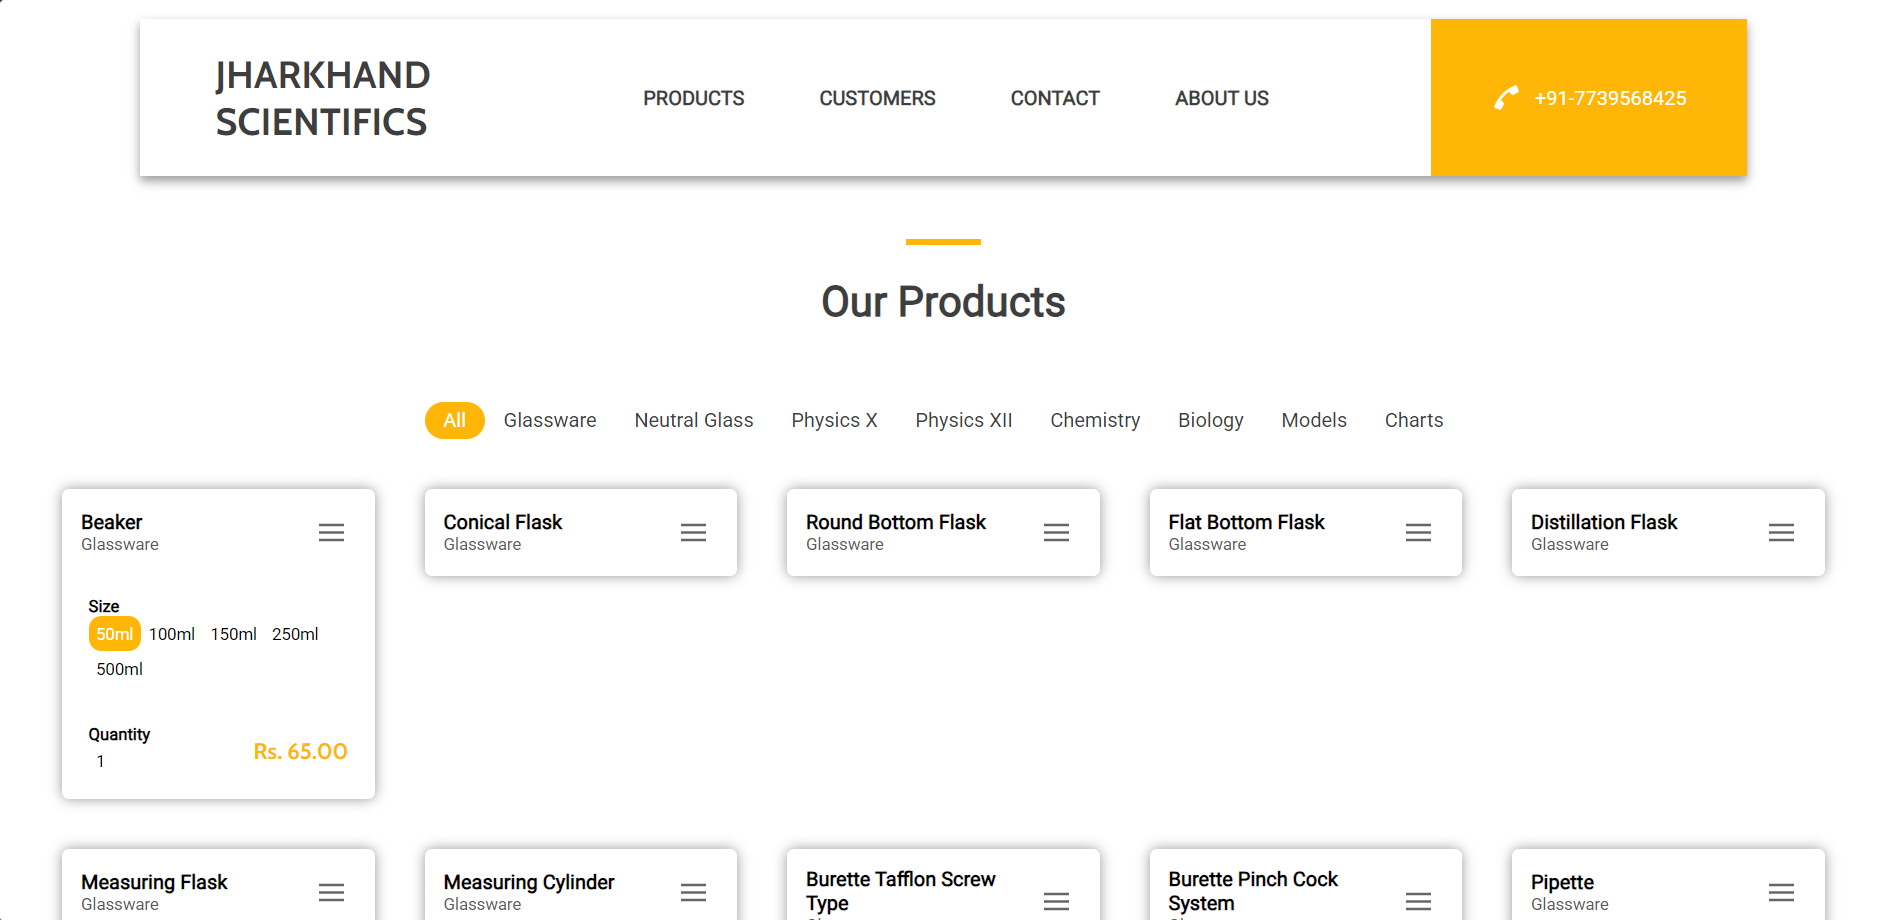 JHARKHAND
SCIENTIFICS
PRODUCTS
CUSTOMERS
CONTACT
ABOUT US
+91-7739568425
Our Products
All
Glassware
Neutral Glass
Physics X
Physics XII
Chemistry
Biology
Models
Charts
Beaker
Glassware
Size
50ml 100ml 150ml 250ml
500ml
Quantity
1
Rs. 65.00
Conical Flask
Glassware
Round Bottom Flask
Glassware
Flat Bottom Flask
Glassware
Distillation Flask
Glassware
Measuring Flask
Glassware
Measuring Cylinder
Glassware
Burette Tafflon Screw
Type
Burette Pinch Cock
System
Pipette
Glassware